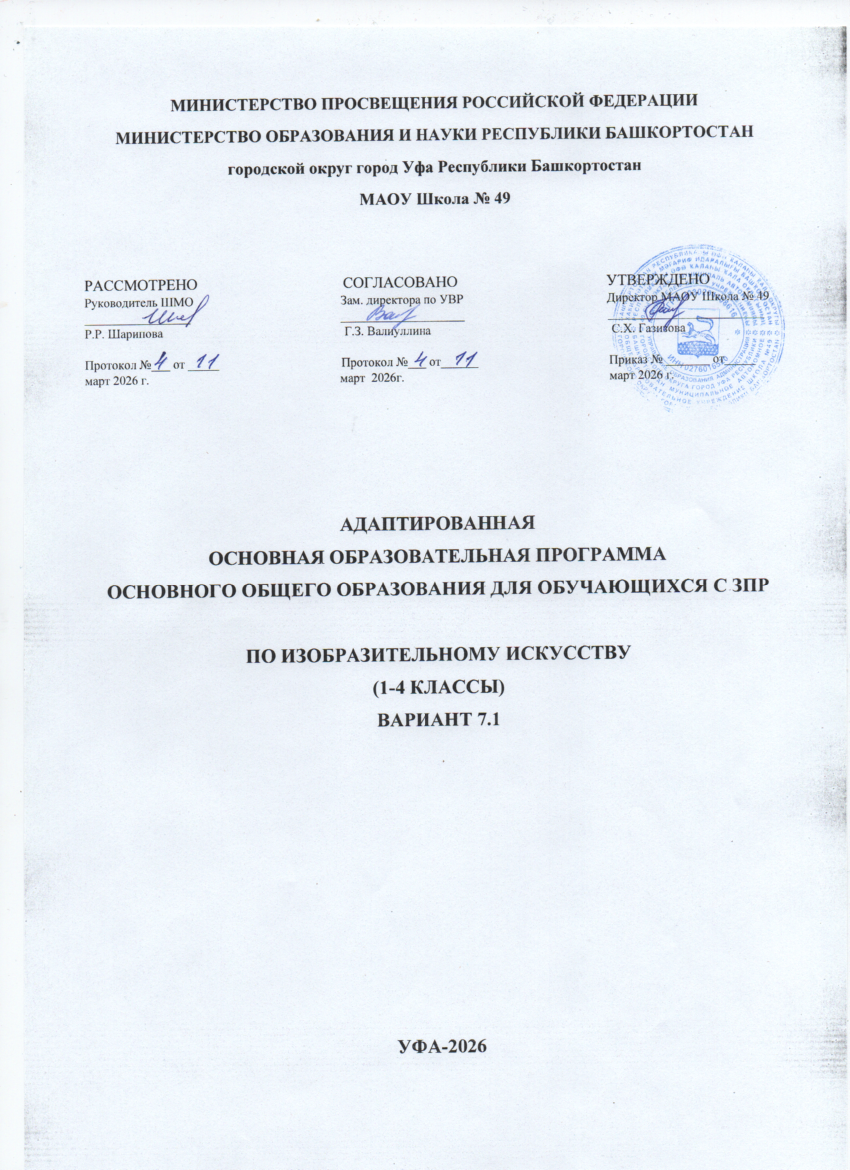 МИНИСТЕРСТВО ПРОСВЕЩЕНИЯ РОССИЙСКОЙ ФЕДЕРАЦИИ
МИНИСТЕРСТВО ОБРАЗОВАНИЯ И НАУКИ РЕСПУБЛИКИ БАШКОРТОСТАН
городской округ город Уфа Республики Башкортостан
МАОУ Школа № 49
РАССМОТРЕНО
Руководитель ШМО
Р.Р. Шарипова
Протокол № 4 от 11
март 2026 г.
СОГЛАСОВАНО
Зам. директора по УВР
Г.З. Валиуллина
Протокол № 4 от 11
март 2026г.
УТВЕРЖДЕНО
Директор МАОУ Школа № 49
С.Х. Газизова
Приказ № ____ от ____
март 2026 г.
АДАПТИРОВАННАЯ
ОСНОВНАЯ ОБРАЗОВАТЕЛЬНАЯ ПРОГРАММА
ОСНОВНОГО ОБЩЕГО ОБРАЗОВАНИЯ ДЛЯ ОБУЧАЮЩИХСЯ С ЗПР
ПО ИЗОБРАЗИТЕЛЬНОМУ ИСКУССТВУ
(1-4 КЛАССЫ)
ВАРИАНТ 7.1
УФА-2026